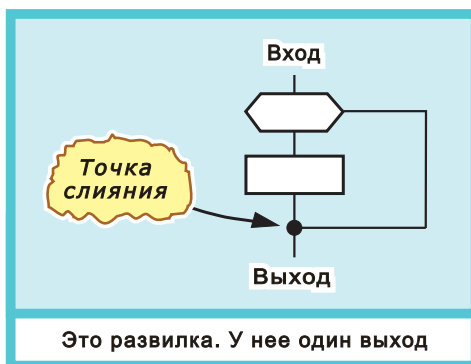 Вход
Точка
слияния
Выход
Это развилка. У нее один выход